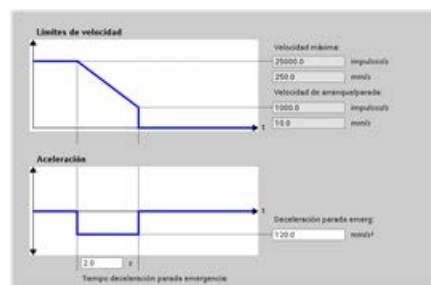 Límites de velocidad
Velocidad máxima:
25000.0 impulsos/s
250.0 mm/s
Velocidad de arranque/parada:
1000.0 impulsos/s
10.0 mm/s
t
Aceleración
t
Deceleración parada emerg:
120.0 mm/s²
2.0 s
Tiempo deceleración parada emergencia: